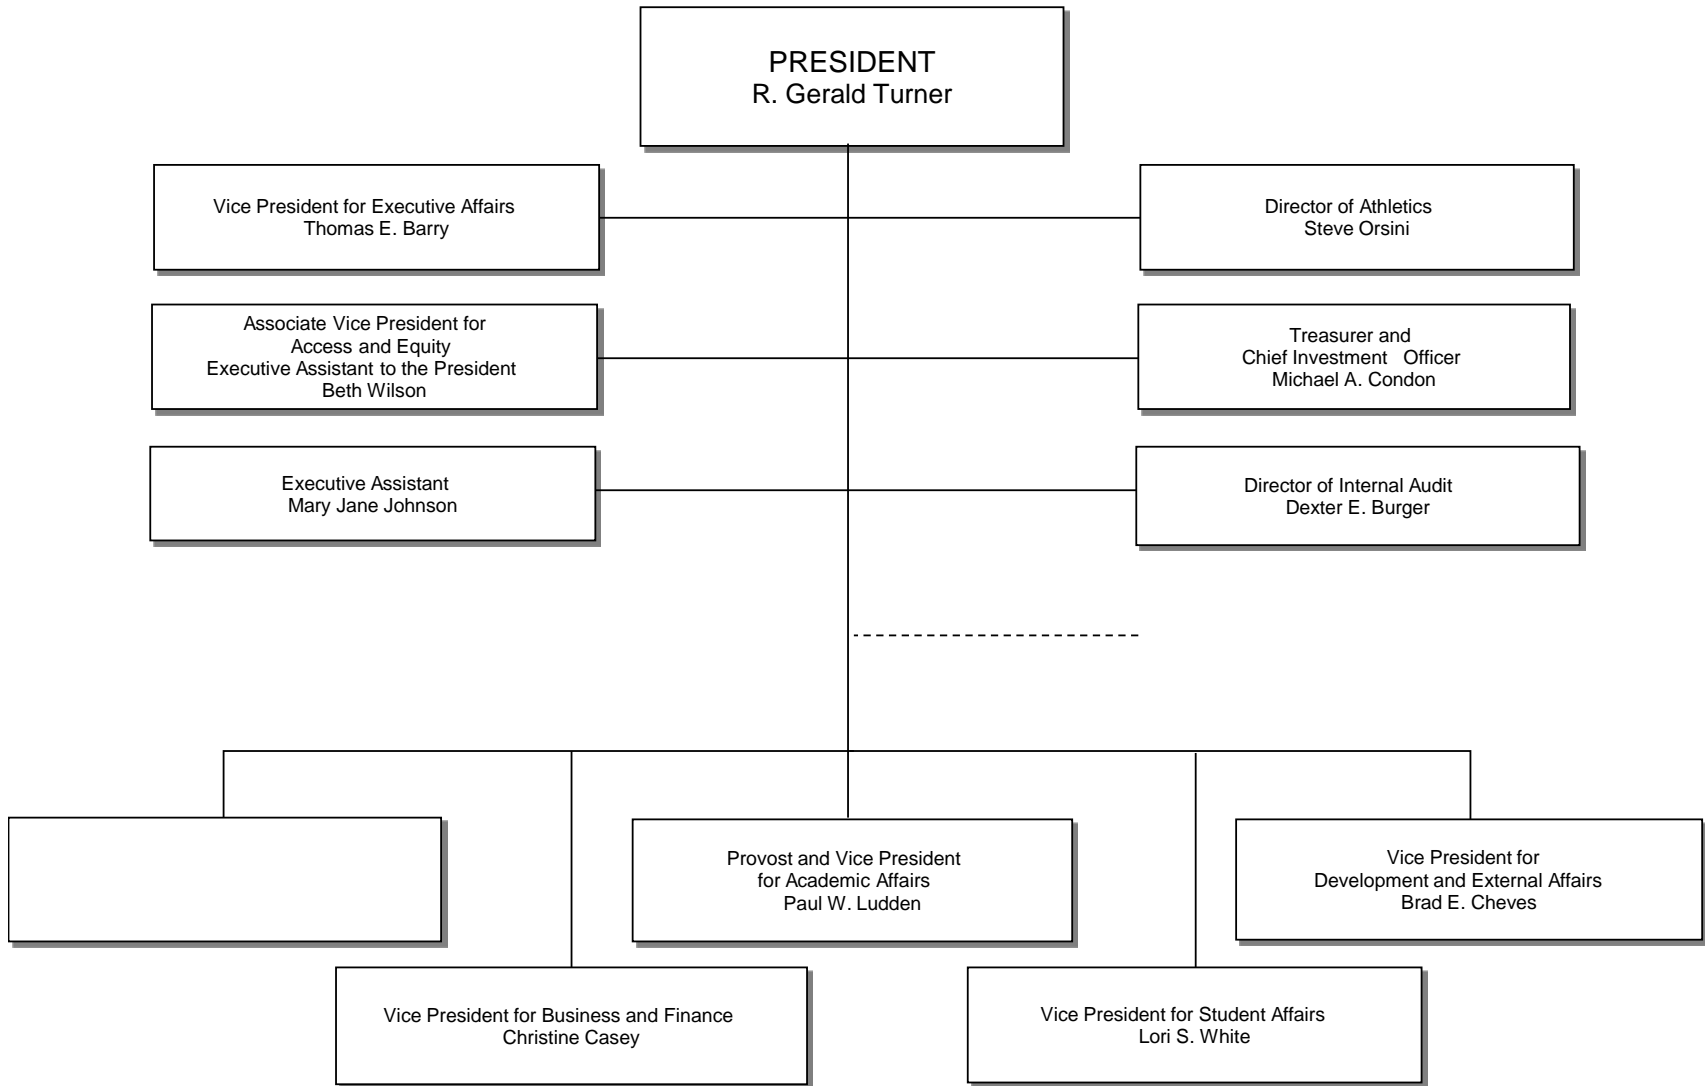 PRESIDENT
R. Gerald Turner
Vice President for Executive Affairs
Thomas E. Barry
Director of Athletics
Steve Orsini
Associate Vice President for
Access and Equity
Executive Assistant to the President
Beth Wilson
Treasurer and
Chief Investment Officer
Michael A. Condon
Executive Assistant
Mary Jane Johnson
Director of Internal Audit
Dexter E. Burger
Provost and Vice President
for Academic Affairs
Paul W. Ludden
Vice President for
Development and External Affairs
Brad E. Cheves
Vice President for Business and Finance
Christine Casey
Vice President for Student Affairs
Lori S. White